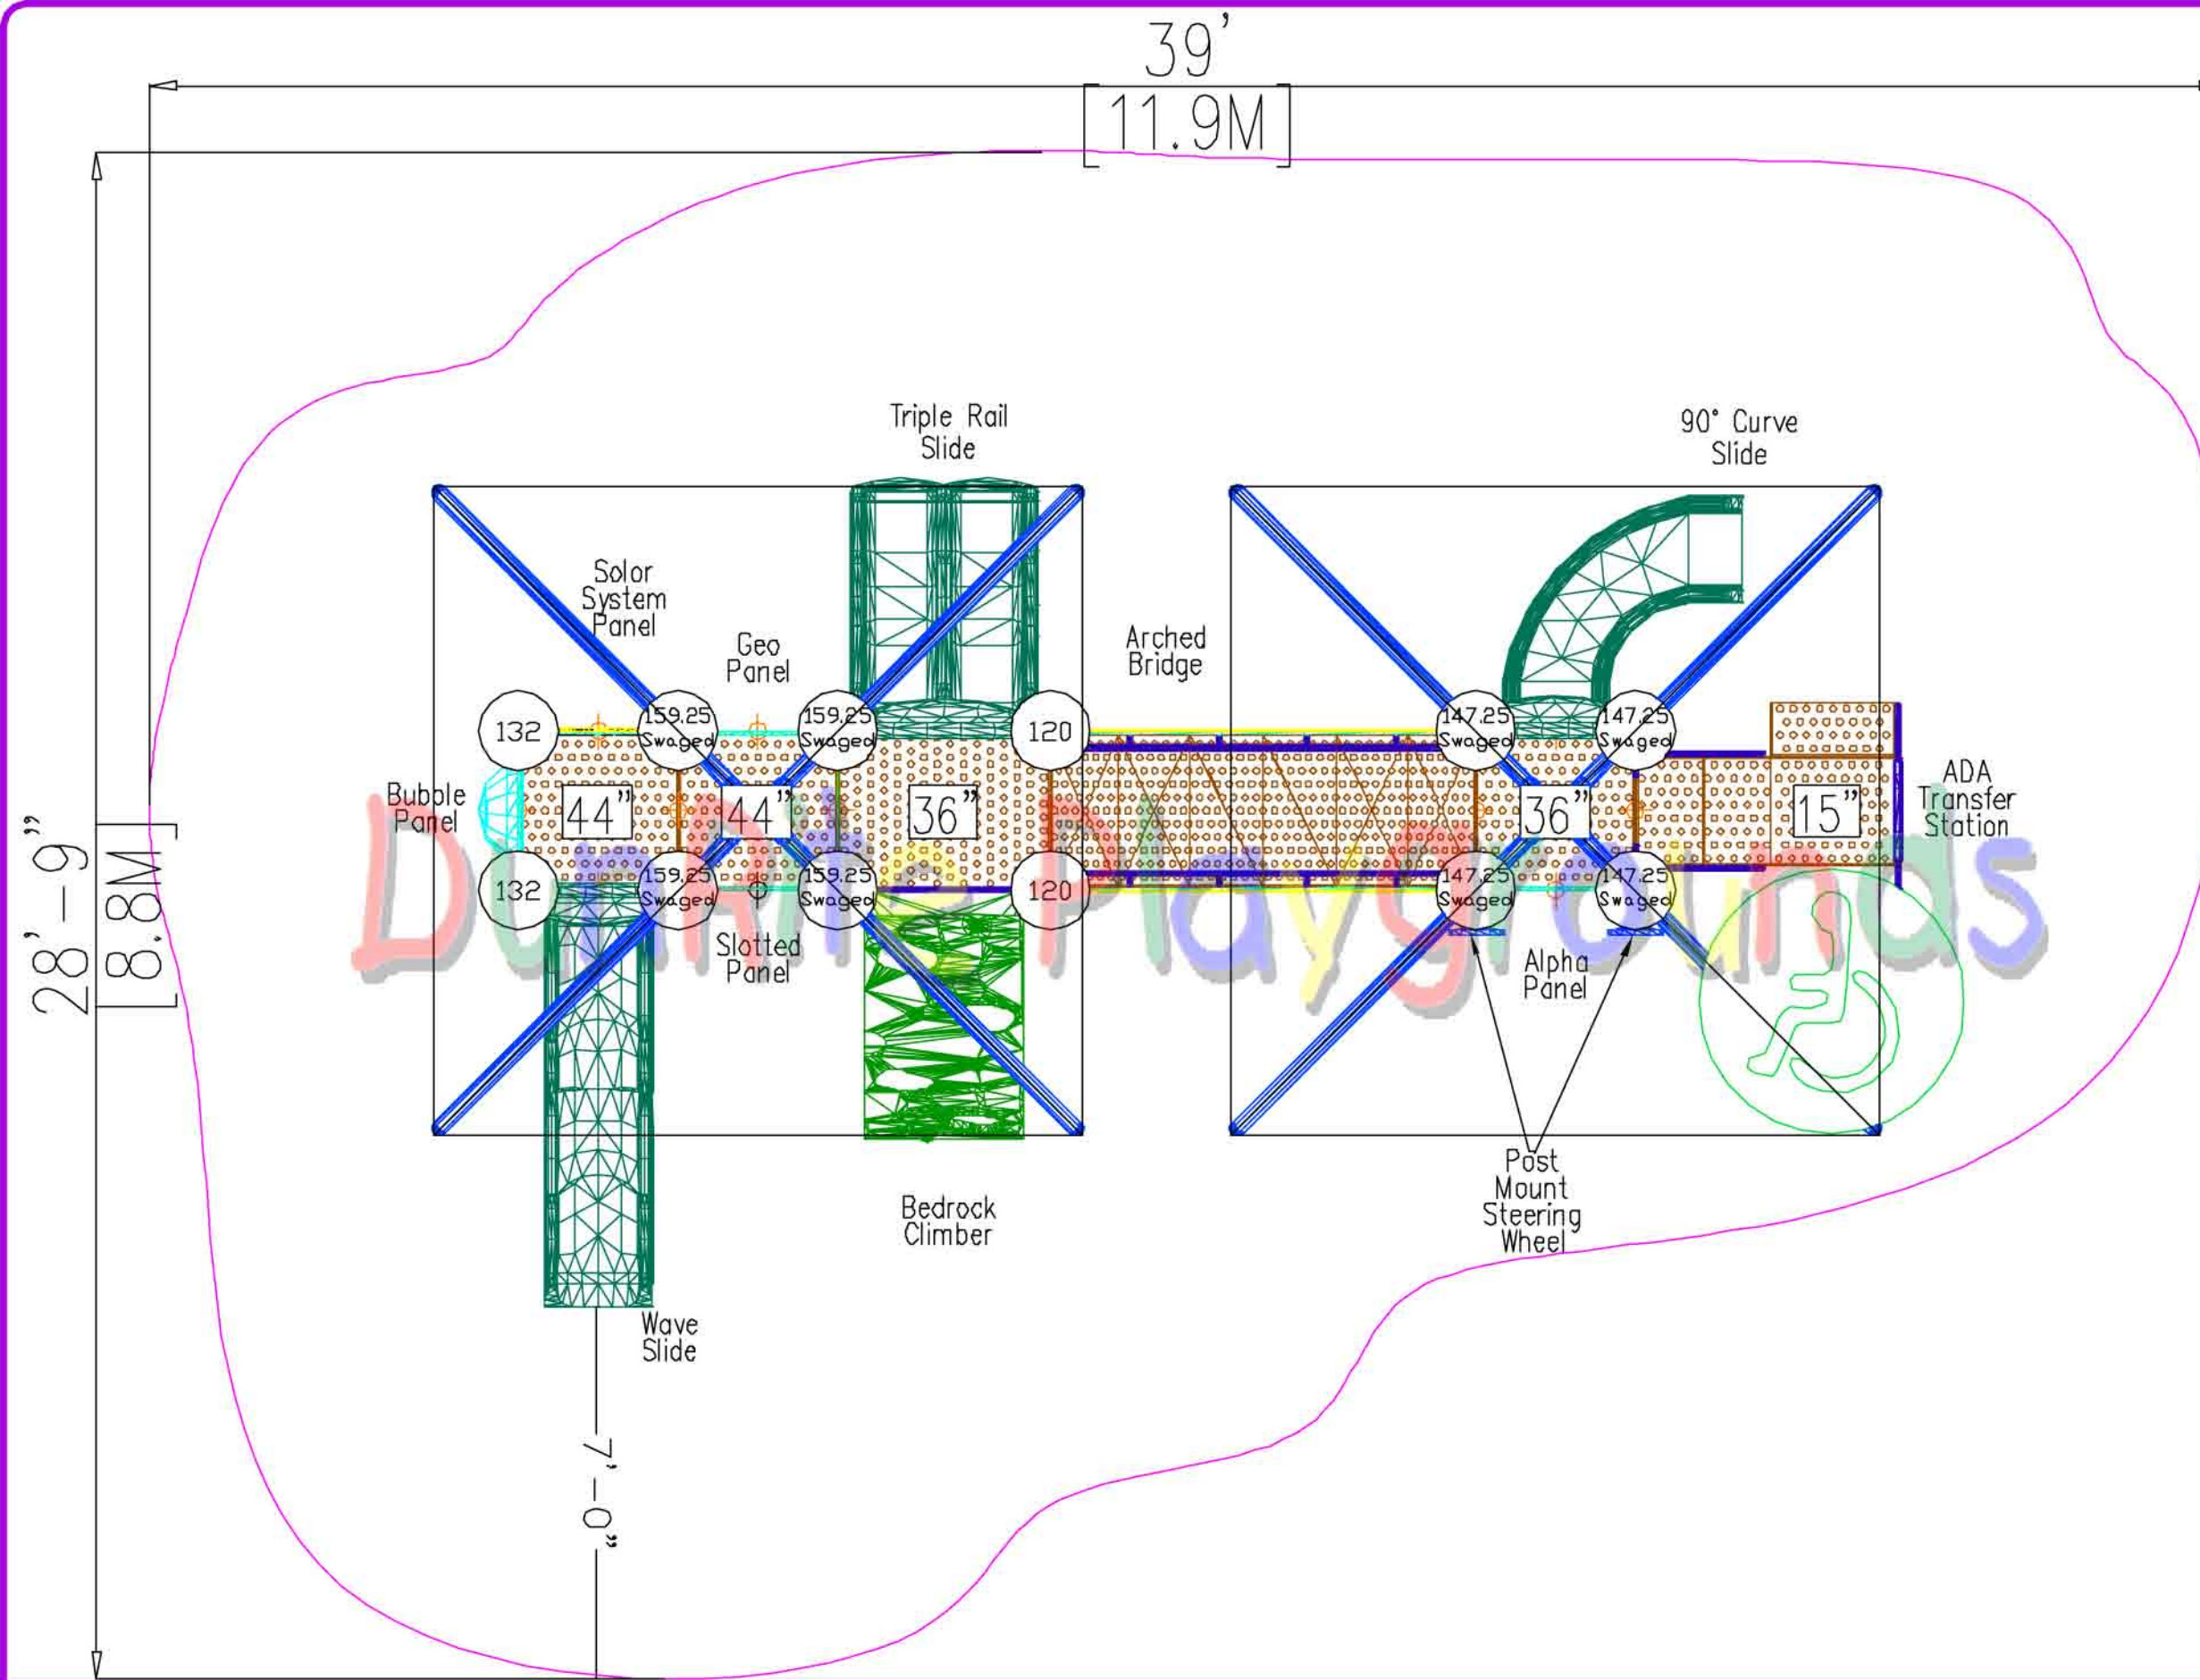 39’
[11.9M]
28’-9”
[8.8M]
Triple Rail
Slide
90° Curve
Slide
Solor
System
Panel
Geo
Panel
Arched
Bridge
132
159.25
Swaged
159.25
Swaged
120
147.25
Swaged
147.25
Swaged
Bubble
Panel
44”
44”
36”
36”
15”
ADA
Transfer
Station
DunRite Playgrounds
132
159.25
Swaged
159.25
Swaged
120
147.25
Swaged
147.25
Swaged
Slotted
Panel
Alpha
Panel
Post
Mount
Steering
Wheel
Bedrock
Climber
Wave
Slide
7’-0”